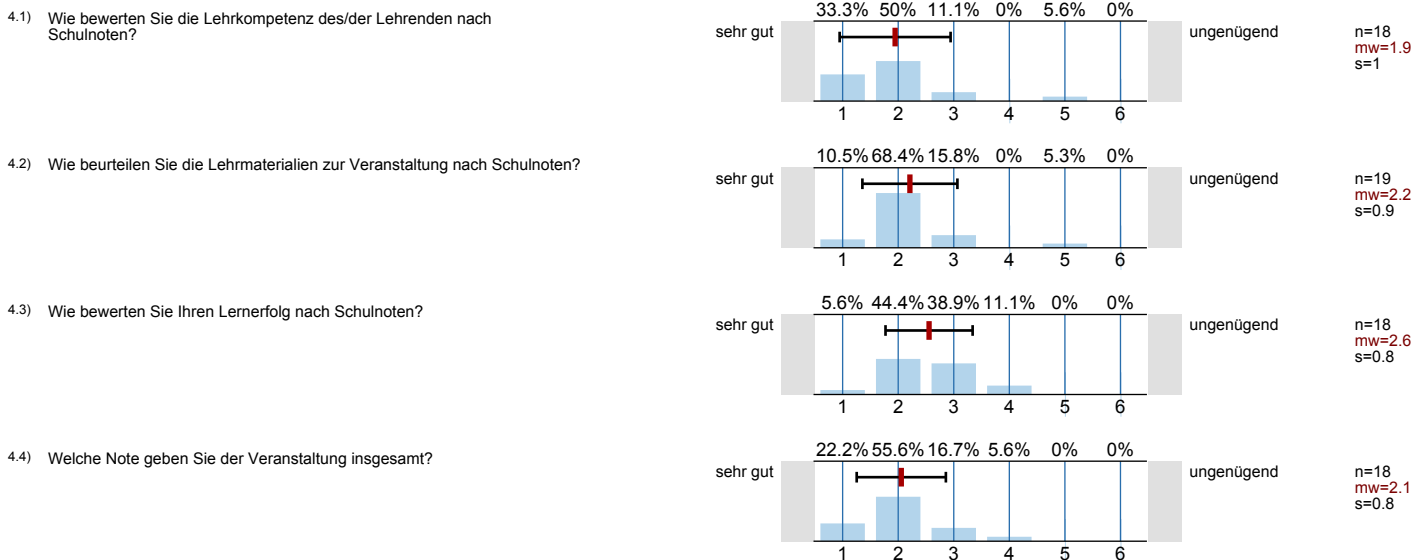 4.1) Wie bewerten Sie die Lehrkompetenz des/der Lehrenden nach
Schulnoten?
33.3% 50% 11.1% 0% 5.6% 0%
sehr gut
ungenügend
n=18
mw=1.9
s=1
1 2 3 4 5 6
4.2) Wie beurteilen Sie die Lehrmaterialien zur Veranstaltung nach Schulnoten?
10.5% 68.4% 15.8% 0% 5.3% 0%
sehr gut
ungenügend
n=19
mw=2.2
s=0.9
1 2 3 4 5 6
4.3) Wie bewerten Sie Ihren Lernerfolg nach Schulnoten?
5.6% 44.4% 38.9% 11.1% 0% 0%
sehr gut
ungenügend
n=18
mw=2.6
s=0.8
1 2 3 4 5 6
4.4) Welche Note geben Sie der Veranstaltung insgesamt?
22.2% 55.6% 16.7% 5.6% 0% 0%
sehr gut
ungenügend
n=18
mw=2.1
s=0.8
1 2 3 4 5 6